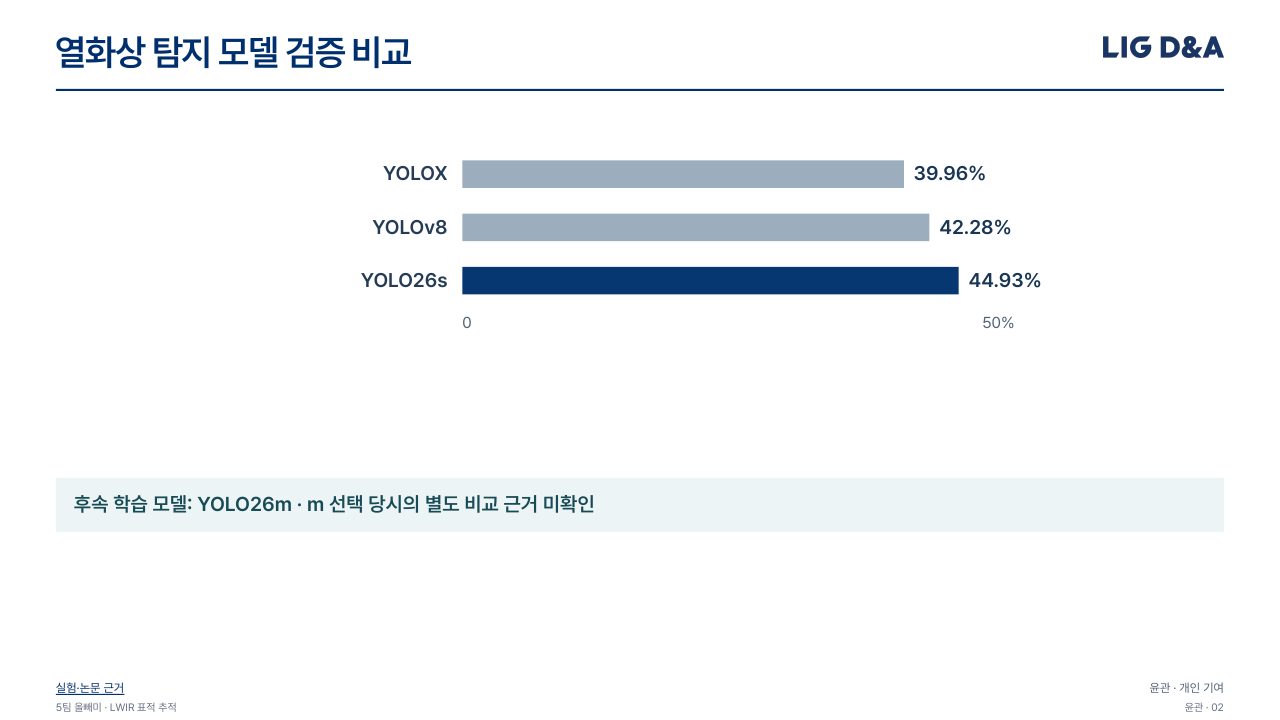 열화상 탐지 모델 검증 비교
LIG D&A
YOLOX 39.96%
YOLOv8 42.28%
YOLO26s 44.93%
0 50%
후속 학습 모델: YOLO26m · m 선택 당시의 별도 비교 근거 미확인
실험·논문 근거
윤관 · 개인 기여
5팀 올빼미 · LWIR 표적 추적
윤관 · 02